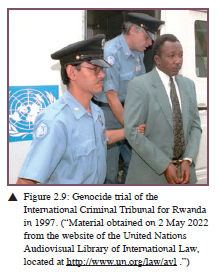 ▲ Figure 2.9: Genocide trial of the
International Criminal Tribunal for Rwanda
in 1997. (“Material obtained on 2 May 2022
from the website of the United Nations
Audiovisual Library of International Law,
located at http://www.un.org/law/avl .”)